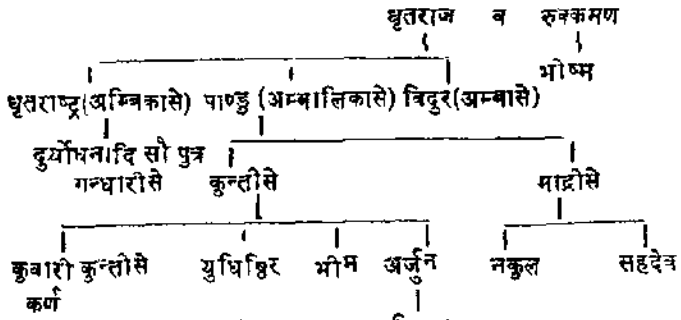 धृतराज व रुक्कमण
भोष्म
धृतराष्ट्र(अम्बिकासे) पाण्डु (अम्बालिकासे) विदुर(अम्बासे)
दुर्योधनादि सौ पुत्र
गन्धारीसे कुन्तीसे माद्रीसे
कुवारी कुन्तीसे युधिष्ठिर भीम अर्जुन नकुल सहदेव
कर्ण